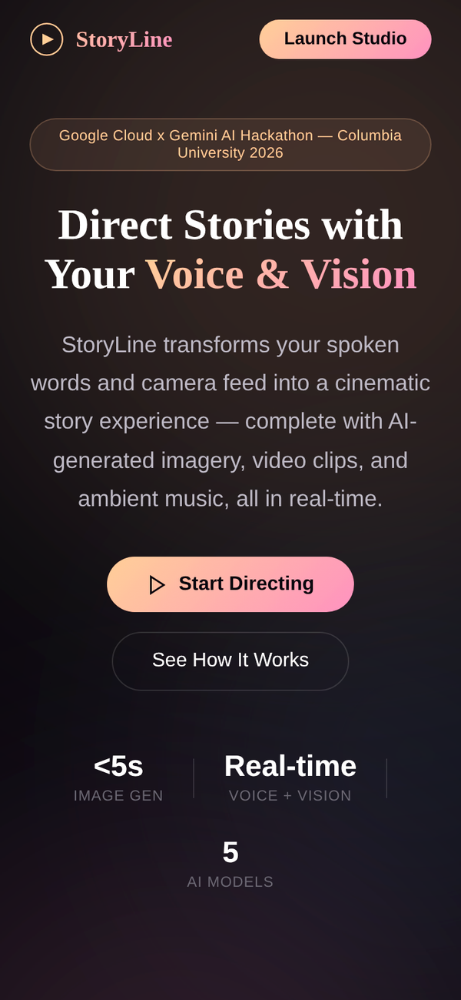 StoryLine
Launch Studio
Google Cloud x Gemini AI Hackathon — Columbia
University 2026
Direct Stories with
Your Voice & Vision
StoryLine transforms your spoken
words and camera feed into a cinematic
story experience — complete with AI-
generated imagery, video clips, and
ambient music, all in real-time.
Start Directing
See How It Works
<5s
IMAGE GEN
Real-time
VOICE + VISION
5
AI MODELS